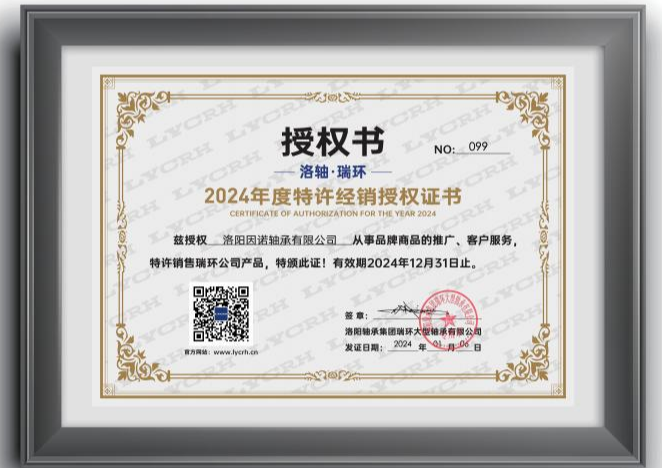 授权书
NO: 099
洛轴·瑞环
2024年度特许经销授权证书
CERTIFICATE OF AUTHORIZATION FOR THE YEAR 2024
兹授权 洛阳因诺轴承有限公司 从事品牌商品的推广、客户服务，
特许销售瑞环公司产品，特颁此证！有效期2024年12月31日止。
签章：
洛阳轴承集团瑞环大型轴承有限公司
发证日期： 2024 年 01 月 06 日
官方网站：www.lycrh.cn
LYCRH